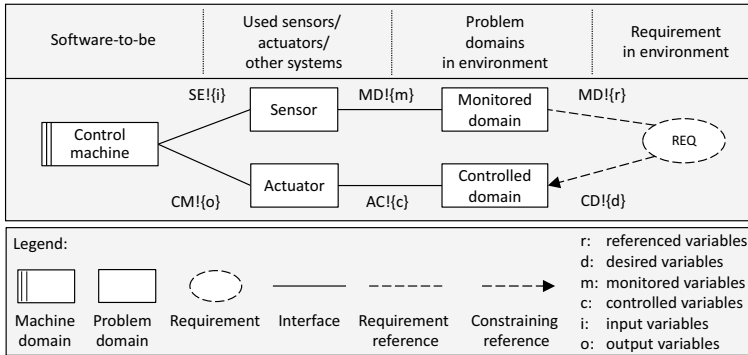 Software-to-be
Used sensors/
actuators/
other systems
Problem
domains
in environment
Requirement
in environment
SE!{i}
MD!{m}
MD!{r}
Sensor
Monitored
domain
Control
machine
REQ
Actuator
Controlled
domain
CM!{o}
AC!{c}
CD!{d}
Legend:
Machine
domain
Problem
domain
Requirement
Interface
Requirement
reference
Constraining
reference
r: referenced variables
d: desired variables
m: monitored variables
c: controlled variables
i: input variables
o: output variables